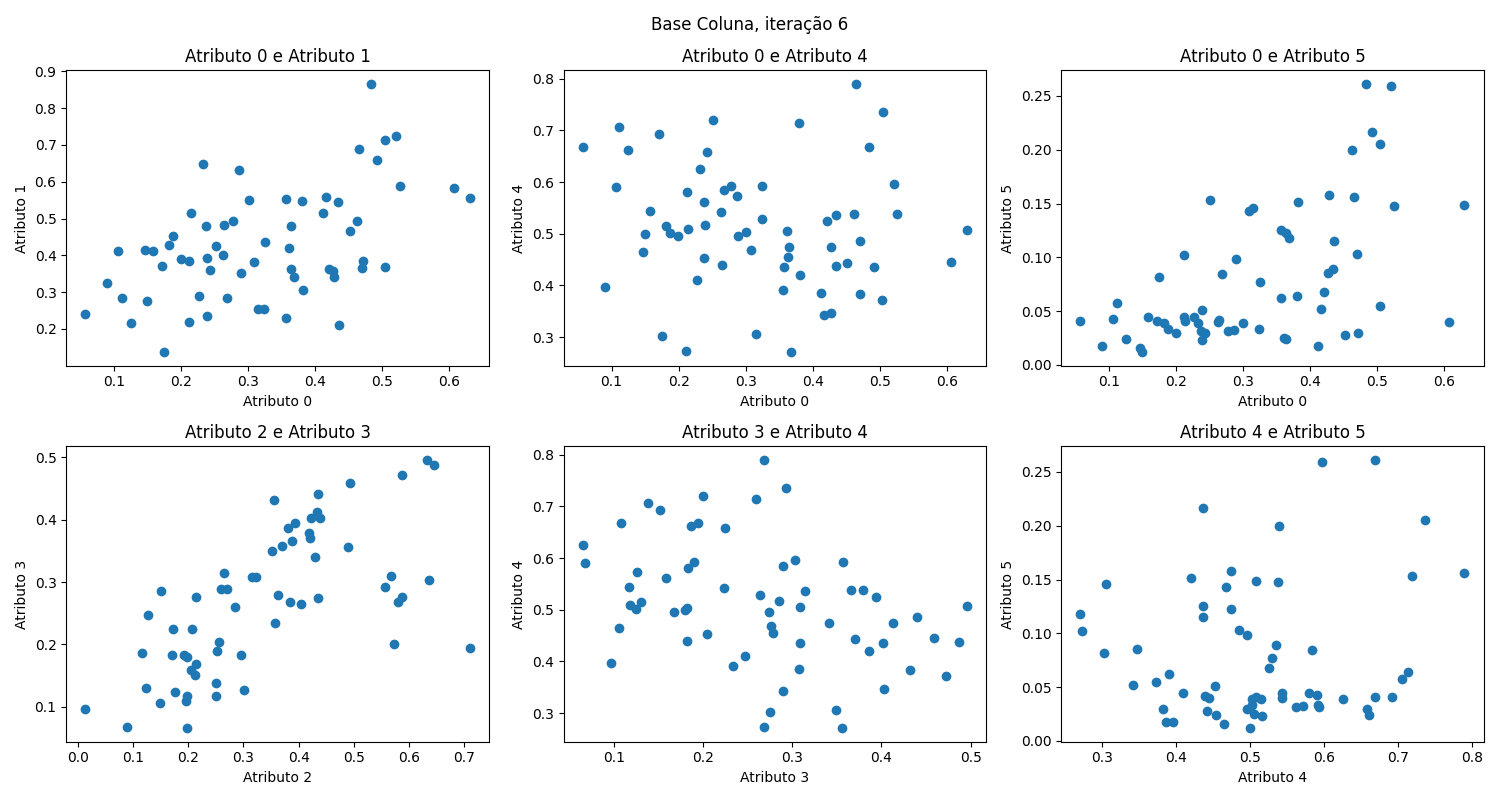 Base Coluna, iteração 6
Atributo 0 e Atributo 1
Atributo 1
0.9
0.8
0.7
0.6
0.5
0.4
0.3
0.2
0.1 0.2 0.3 0.4 0.5 0.6
Atributo 0
Atributo 0 e Atributo 4
Atributo 4
0.8
0.7
0.6
0.5
0.4
0.3
0.1 0.2 0.3 0.4 0.5 0.6
Atributo 0
Atributo 0 e Atributo 5
Atributo 5
0.25
0.20
0.15
0.10
0.05
0.00
0.1 0.2 0.3 0.4 0.5 0.6
Atributo 0
Atributo 2 e Atributo 3
Atributo 3
0.5
0.4
0.3
0.2
0.1
0.0 0.1 0.2 0.3 0.4 0.5 0.6 0.7
Atributo 2
Atributo 3 e Atributo 4
Atributo 4
0.8
0.7
0.6
0.5
0.4
0.3
0.1 0.2 0.3 0.4 0.5
Atributo 3
Atributo 4 e Atributo 5
Atributo 5
0.25
0.20
0.15
0.10
0.05
0.00
0.3 0.4 0.5 0.6 0.7 0.8
Atributo 4